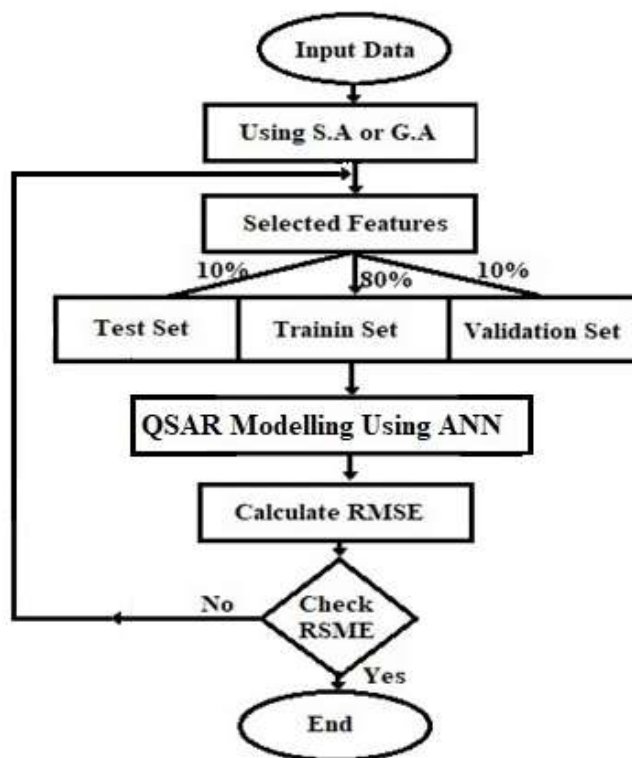 Input Data
Using S.A or G.A
Selected Features
10%
80%
10%
Test Set
Trainin Set
Validation Set
QSAR Modelling Using ANN
Calculate RMSE
No
Check
RSME
Yes
End